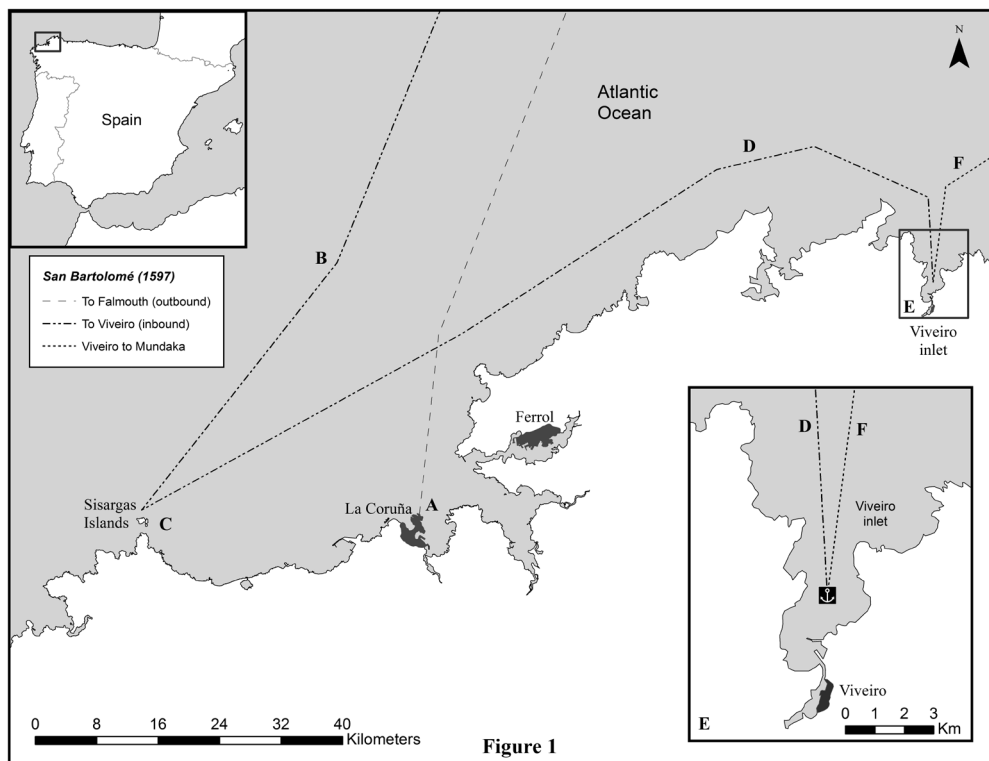 Spain
N
Atlantic
Ocean
San Bartolomé (1597)
To Falmouth (outbound)
To Viveiro (inbound)
Viveiro to Mundaka
B
D
F
E
Viveiro
inlet
Ferrol
Sisargas
Islands
C
La Coruña
A
D
F
Viveiro
inlet
Viveiro
0 1 2 3
Km
E
0 8 16 24 32 40
Kilometers
Figure 1